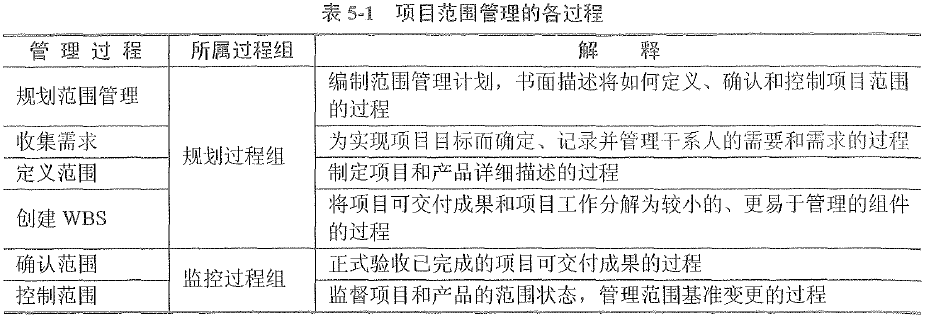 表 5-1 项目范围管理的各过程
管 理 过 程 所属过程组 解 释
规划范围管理 规划过程组 编制范围管理计划，书面描述将如何定义、确认和控制项目范围
的过程
收集需求 为实现项目目标而确定、记录并管理干系人的需要和需求的过程
定义范围 制定项目和产品详细描述的过程
创建 WBS 将项目可交付成果和项目工作分解为较小的、更易于管理的组件
的过程
确认范围 监控过程组 正式验收已完成的项目可交付成果的过程
控制范围 监督项目和产品的范围状态，管理范围基准变更的过程